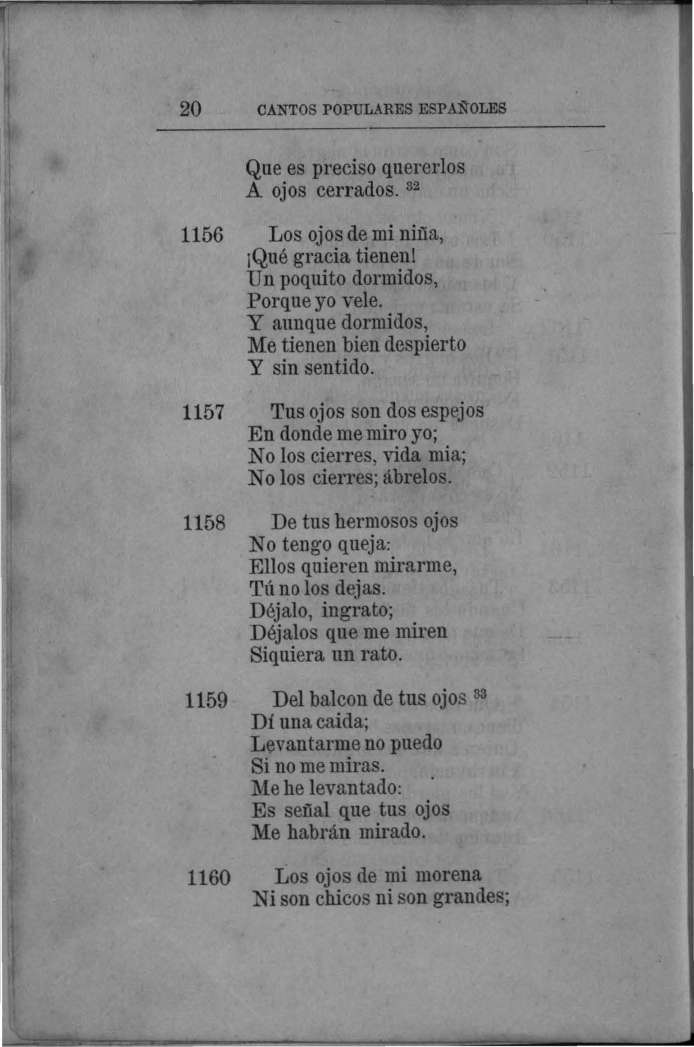 20 CANTOS POPULARES ESPAÑOLES
Que es preciso quererlos
A ojos cerrados. 32
1156 Los ojos de mi niña,
¡Qué gracia tienen!
Un poquito dormidos,
Porque yo vele.
Y aunque dormidos,
Me tienen bien despierto
Y sin sentido.
1157 Tus ojos son dos espejos
En donde me miro yo;
No los cierres, vida mia;
No los cierres; ábrelos.
1158 De tus hermosos ojos
No tengo queja:
Ellos quieren mirarme,
Tú no los dejas.
Déjalo, ingrato;
Déjalos que me miren
Siquiera un rato.
1159 Del balcon de tus ojos 33
Dí una caida;
Levantarme no puedo
Si no me miras.
Me he levantado:
Es señal que tus ojos
Me habrán mirado.
1160 Los ojos de mi morena
Ni son chicos ni son grandes;